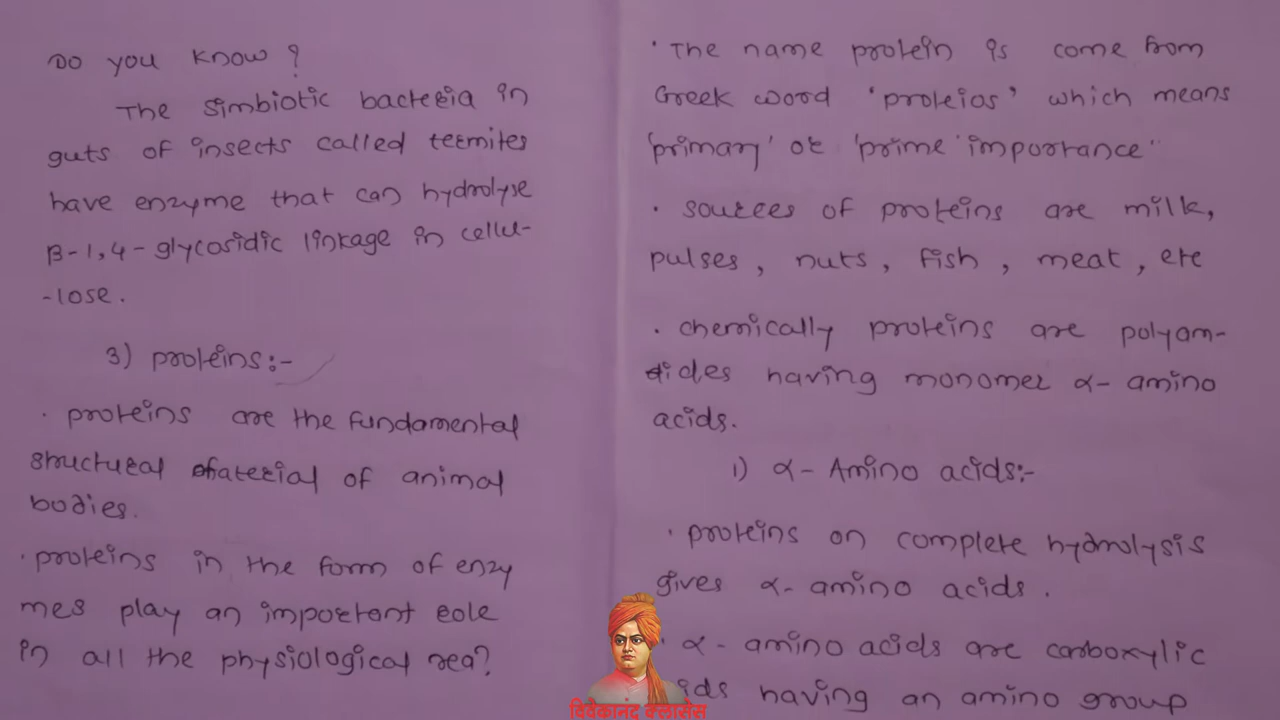 Do you know?
The simbiotic bacteria in
guts of insects called termites
have enzyme that can hydrolyse
β-1,4-glycosidic linkage in cellul-
-lose.
3) proteins:-
· proteins are the fundamental
structural material of animal
bodies.
· proteins in the form of enzy
mes play an important role
in all the physiological rea?
· The name protein is come from
Greek word 'proteios' which means
'primary' or 'prime importance''
· sources of proteins are milk,
pulses, nuts, fish, meat, etc
· chemically proteins are polyam-
ides having monomer α- amino
acids.
1) α- Amino acids:-
· proteins on complete hydrolysis
gives α- amino acids.
· α- amino acids are carboxylic
ids having an amino group
विवेकानंद क्लासेस